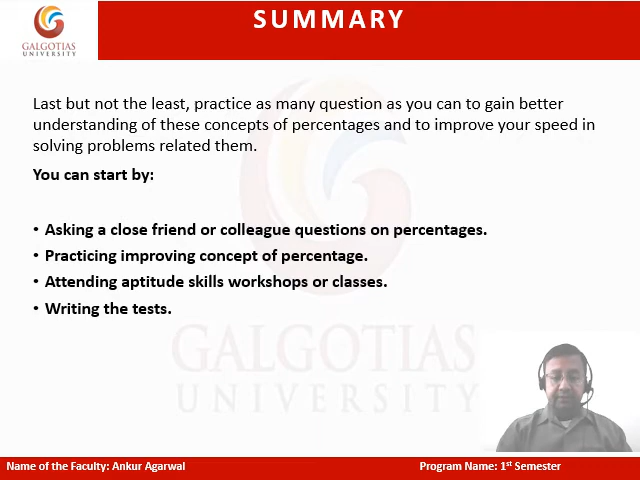 SUMMARY
GALGOTIAS
UNIVERSITY
Last but not the least, practice as many question as you can to gain better
understanding of these concepts of percentages and to improve your speed in
solving problems related them.
You can start by:
• Asking a close friend or colleague questions on percentages.
• Practicing improving concept of percentage.
• Attending aptitude skills workshops or classes.
• Writing the tests.
GALGOTIAS
UNIVERSITY
Name of the Faculty: Ankur Agarwal
Program Name: 1st Semester